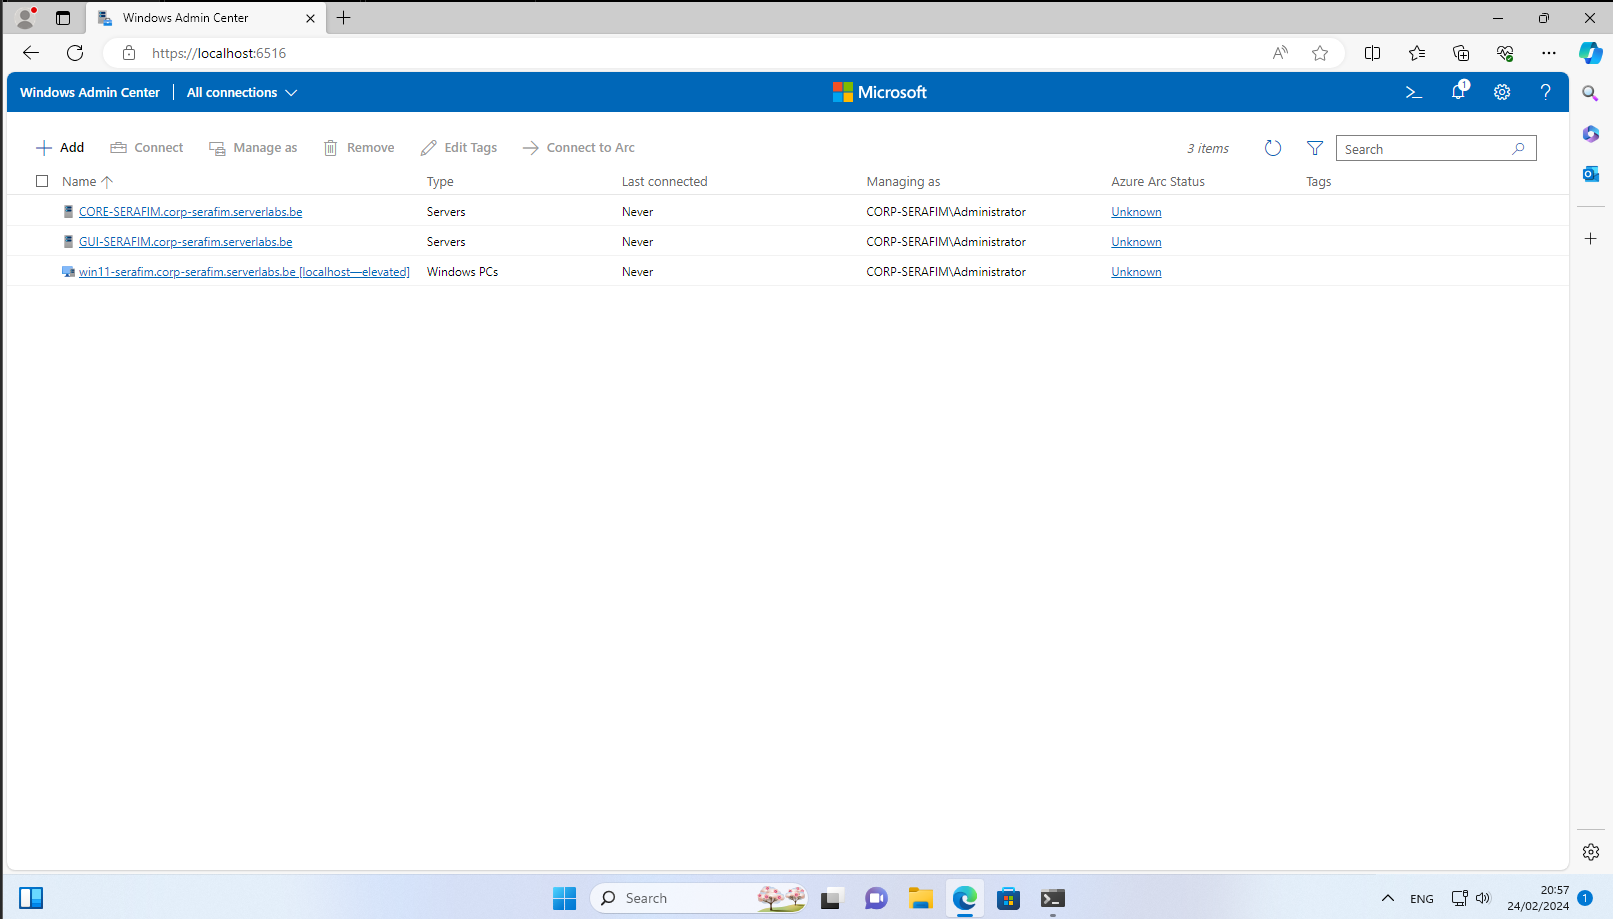 Windows Admin Center
https://localhost:6516
Windows Admin Center All connections Microsoft 1
Add Connect Manage as Remove Edit Tags Connect to Arc 3 items Search
Name Type Last connected Managing as Azure Arc Status Tags
CORE-SERAFIM.corp-serafim.serverlabs.be Servers Never CORP-SERAFIM\Administrator Unknown
GUI-SERAFIM.corp-serafim.serverlabs.be Servers Never CORP-SERAFIM\Administrator Unknown
win11-serafim.corp-serafim.serverlabs.be [localhost—elevated] Windows PCs Never CORP-SERAFIM\Administrator Unknown
Search ENG 20:57 1
24/02/2024